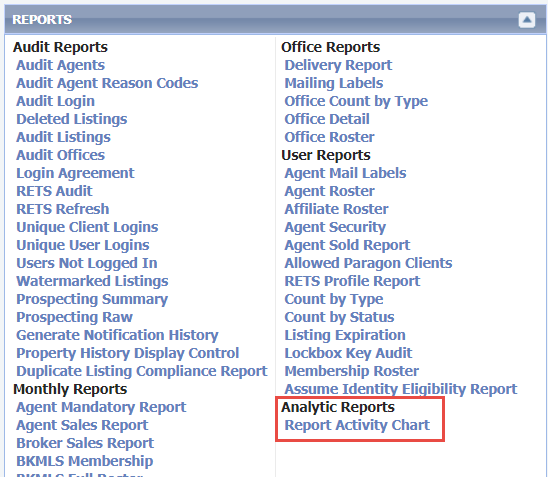 REPORTS
Audit Reports
Audit Agents
Audit Agent Reason Codes
Audit Login
Deleted Listings
Audit Listings
Audit Offices
Login Agreement
RETS Audit
RETS Refresh
Unique Client Logins
Unique User Logins
Users Not Logged In
Watermarked Listings
Prospecting Summary
Prospecting Raw
Generate Notification History
Property History Display Control
Duplicate Listing Compliance Report
Monthly Reports
Agent Mandatory Report
Agent Sales Report
Broker Sales Report
BKMLS Membership
BKMLS Full Roster
Office Reports
Delivery Report
Mailing Labels
Office Count by Type
Office Detail
Office Roster
User Reports
Agent Mail Labels
Agent Roster
Affiliate Roster
Agent Security
Agent Sold Report
Allowed Paragon Clients
RETS Profile Report
Count by Type
Count by Status
Listing Expiration
Lockbox Key Audit
Membership Roster
Assume Identity Eligibility Report
Analytic Reports
Report Activity Chart